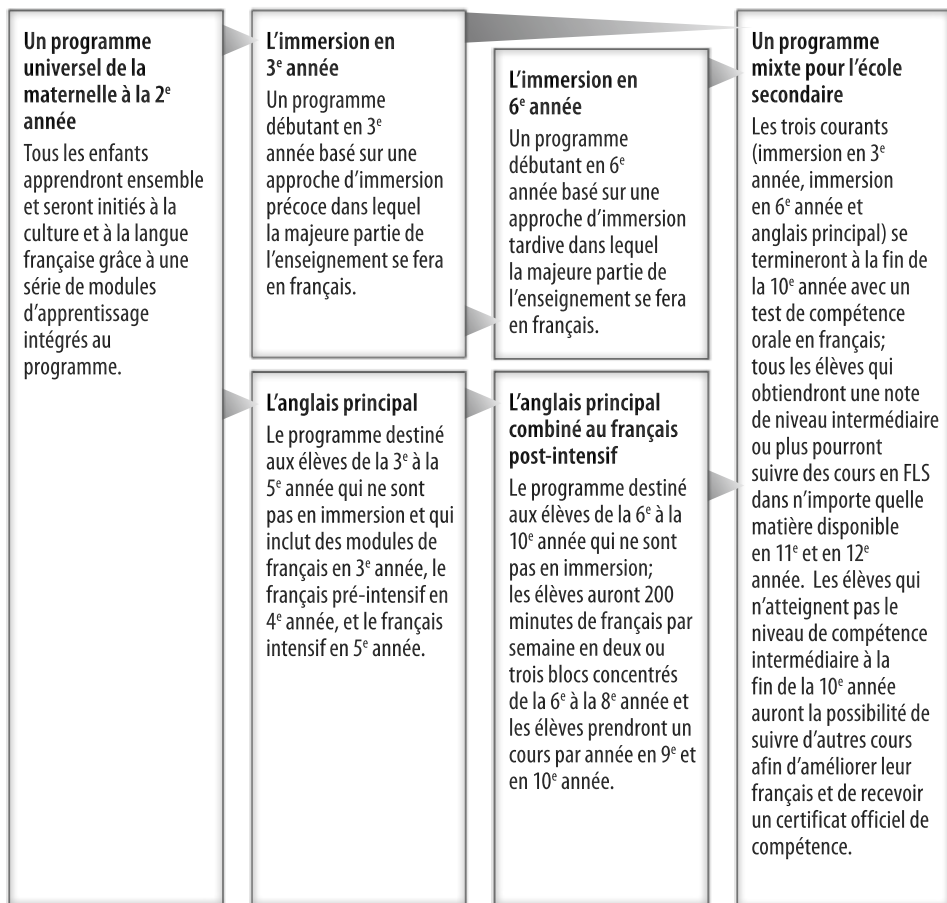 Un programme
universel de la
maternelle à la 2e
année
Tous les enfants
apprendront ensemble
et seront initiés à la
culture et à la langue
française grâce à une
série de modules
d’apprentissage
intégrés au
programme.
L’immersion en
3e année
Un programme
débutant en 3e
année basé sur une
approche d’immersion
précoce dans lequel
la majeure partie de
l’enseignement se fera
en français.
L’anglais principal
Le programme destiné
aux élèves de la 3e à la
5e année qui ne sont
pas en immersion et qui
inclut des modules de
français en 3e année, le
français pré-intensif en
4e année, et le français
intensif en 5e année.
L’immersion en
6e année
Un programme
débutant en 6e
année basé sur une
approche d’immersion
tardive dans lequel
la majeure partie de
l’enseignement se fera
en français.
L’anglais principal
combiné au français
post-intensif
Le programme destiné
aux élèves de la 6e à la
10e année qui ne sont
pas en immersion;
les élèves auront 200
minutes de français par
semaine en deux ou
trois blocs concentrés
de la 6e à la 8e année et
les élèves prendront un
cours par année en 9e et
en 10e année.
Un programme
mixte pour l’école
secondaire
Les trois courants
(immersion en 3e
année, immersion
en 6e année et
anglais principal) se
termineront à la fin de
la 10e année avec un
test de compétence
orale en français;
tous les élèves qui
obtiendront une note
de niveau intermédiaire
ou plus pourront
suivre des cours en FLS
dans n’importe quelle
matière disponible
en 11e et en 12e
année. Les élèves qui
n’atteignent pas le
niveau de compétence
intermédiaire à la
fin de la 10e année
auront la possibilité de
suivre d’autres cours
afin d’améliorer leur
français et de recevoir
un certificat officiel de
compétence.